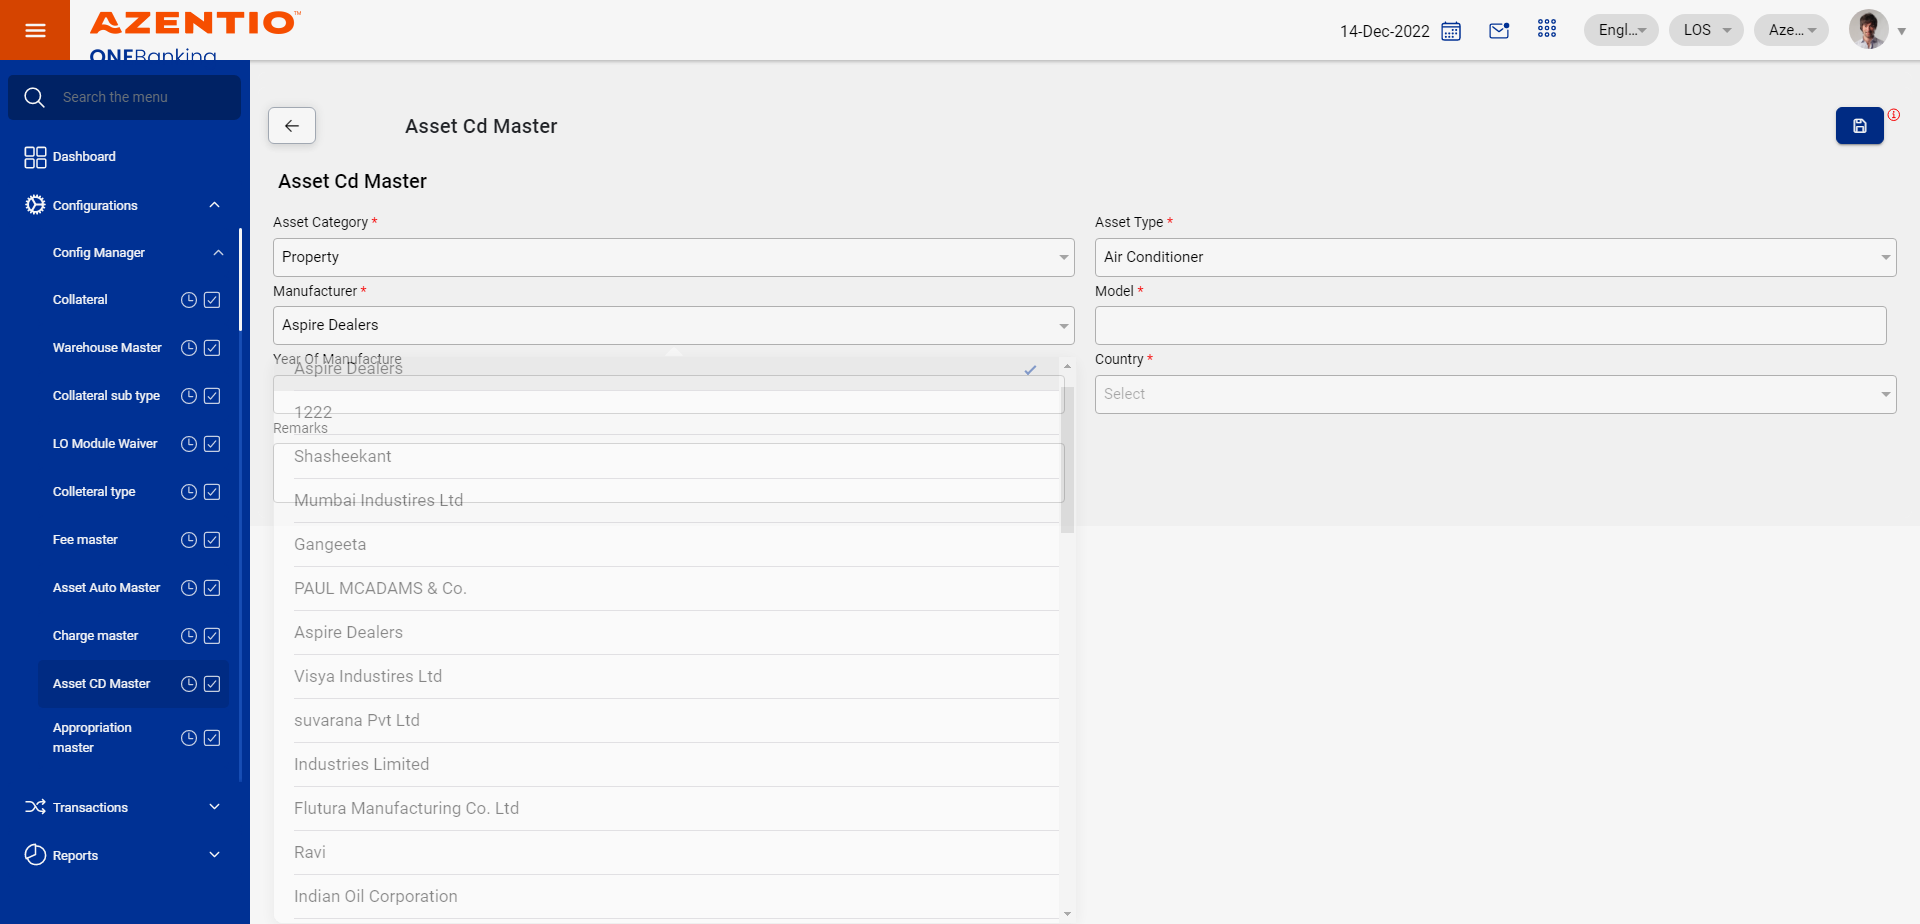 AZENTIO™
ONEBanking
14-Dec-2022
Engl...
LOS
Aze...
Search the menu
Dashboard
Configurations
Config Manager
Collateral
Warehouse Master
Collateral sub type
LO Module Waiver
Colleteral type
Fee master
Asset Auto Master
Charge master
Asset CD Master
Appropriation
master
Transactions
Reports
Asset Cd Master
Asset Cd Master
Asset Category *
Property
Asset Type *
Air Conditioner
Manufacturer *
Aspire Dealers
Model *
Year Of Manufacture
Country *
Select
Remarks
Aspire Dealers
1222
Shasheekant
Mumbai Industires Ltd
Gangeeta
PAUL MCADAMS & Co.
Aspire Dealers
Visya Industires Ltd
suvarana Pvt Ltd
Industries Limited
Flutura Manufacturing Co. Ltd
Ravi
Indian Oil Corporation